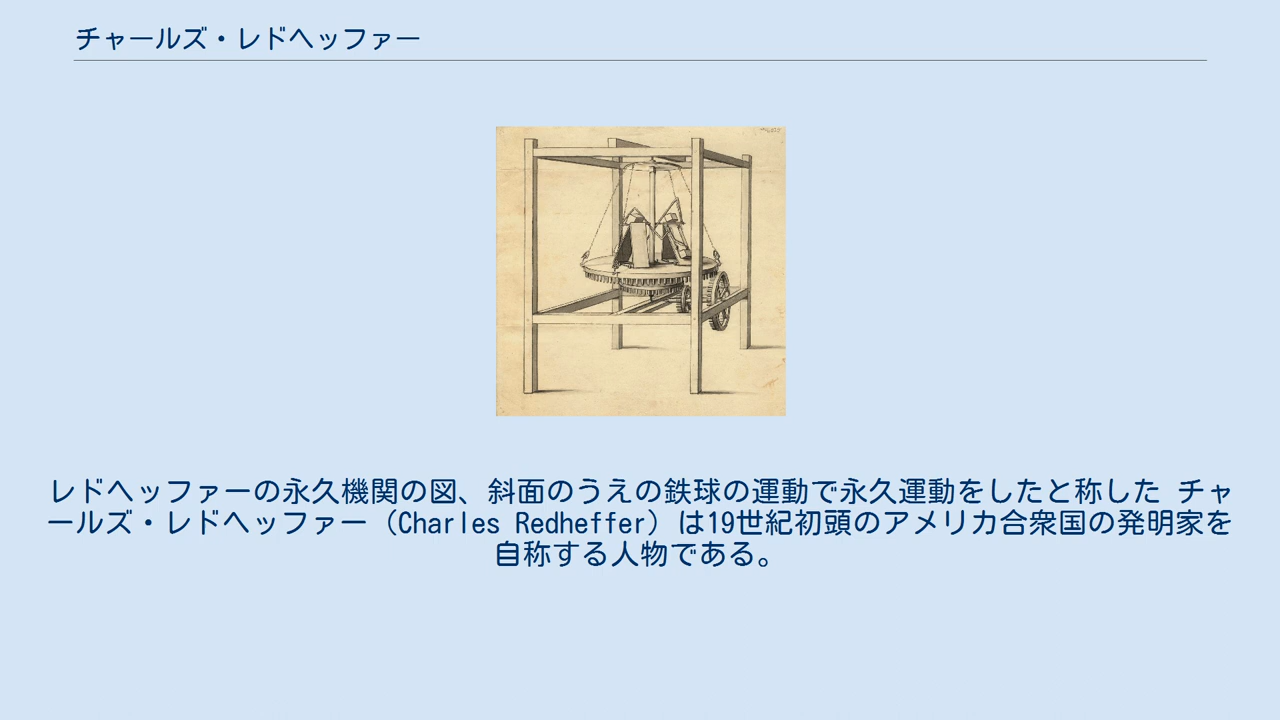 チャールズ・レドヘッファー
レドヘッファーの永久機関の図、斜面のうえの鉄球の運動で永久運動をしたと称した チャ
ールズ・レドヘッファー（Charles Redheffer）は19世紀初頭のアメリカ合衆国の発明家を
自称する人物である。